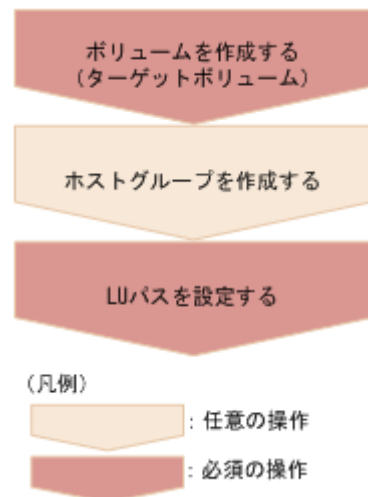 ボリュームを作成する
(ターゲットボリューム)
ホストグループを作成する
LUパスを設定する
(凡例)
: 任意の操作
: 必須の操作